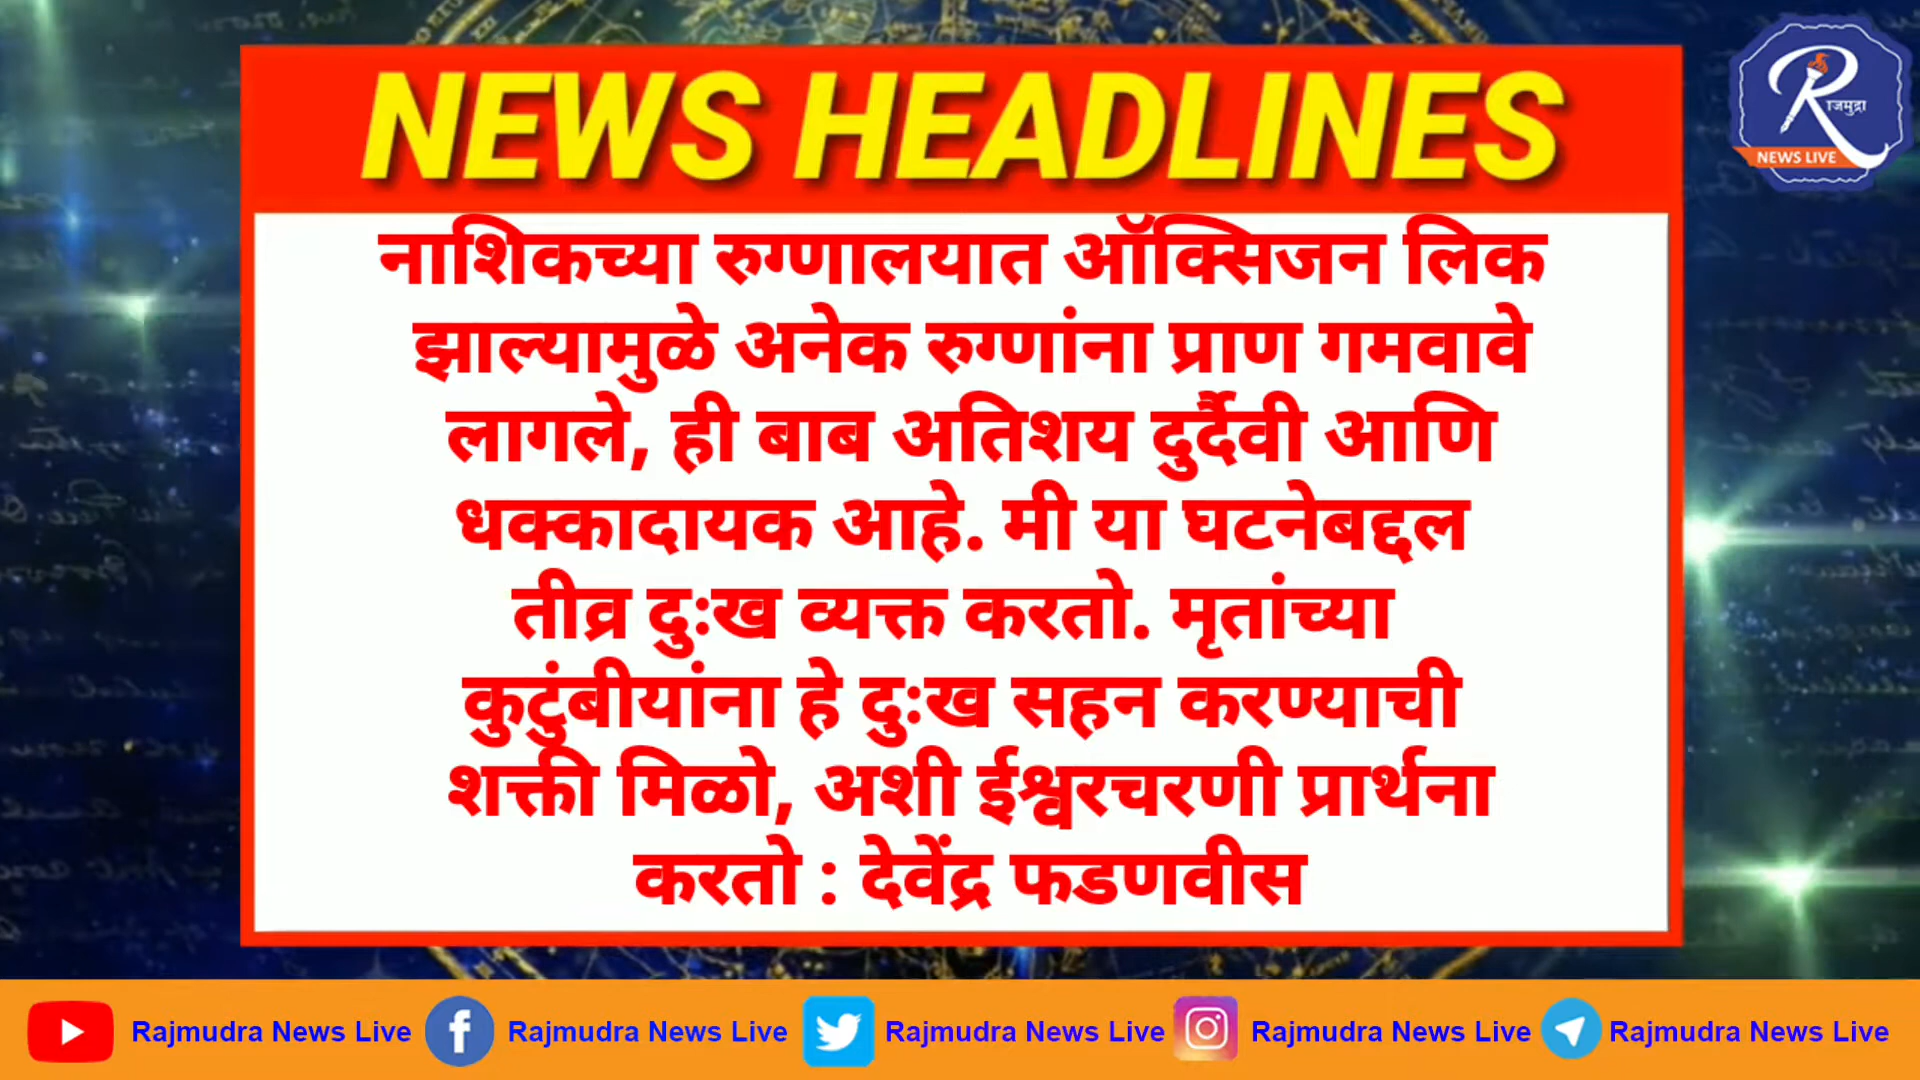 NEWS HEADLINES
राजमुद्रा
NEWS LIVE
नाशिकच्या रुग्णालयात ऑक्सिजन लिक
झाल्यामुळे अनेक रुग्णांना प्राण गमवावे
लागले, ही बाब अतिशय दुर्दैवी आणि
धक्कादायक आहे. मी या घटनेबद्दल
तीव्र दुःख व्यक्त करतो. मृतांच्या
कुटुंबीयांना हे दुःख सहन करण्याची
शक्ती मिळो, अशी ईश्वरचरणी प्रार्थना
करतो : देवेंद्र फडणवीस
Rajmudra News Live Rajmudra News Live Rajmudra News Live Rajmudra News Live Rajmudra News Live